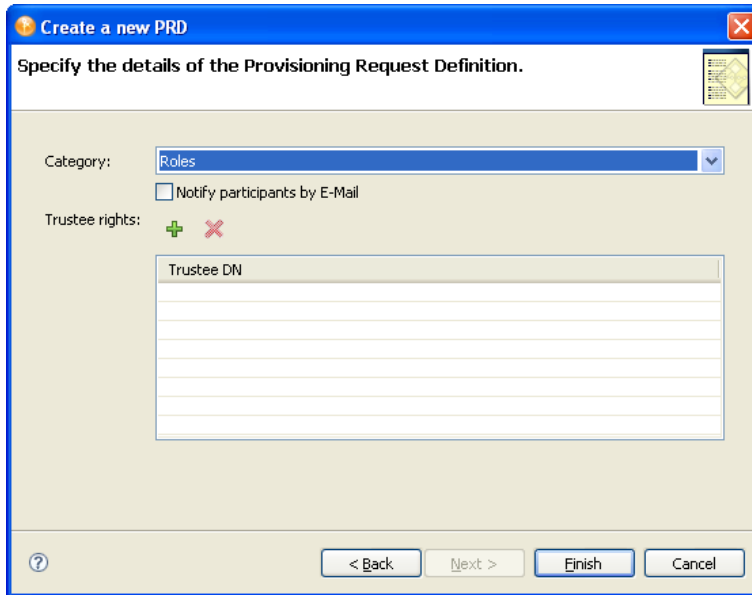 Create a new PRD
Specify the details of the Provisioning Request Definition.
Category:
Roles
Notify participants by E-Mail
Trustee rights:
Trustee DN
< Back
Next >
Finish
Cancel